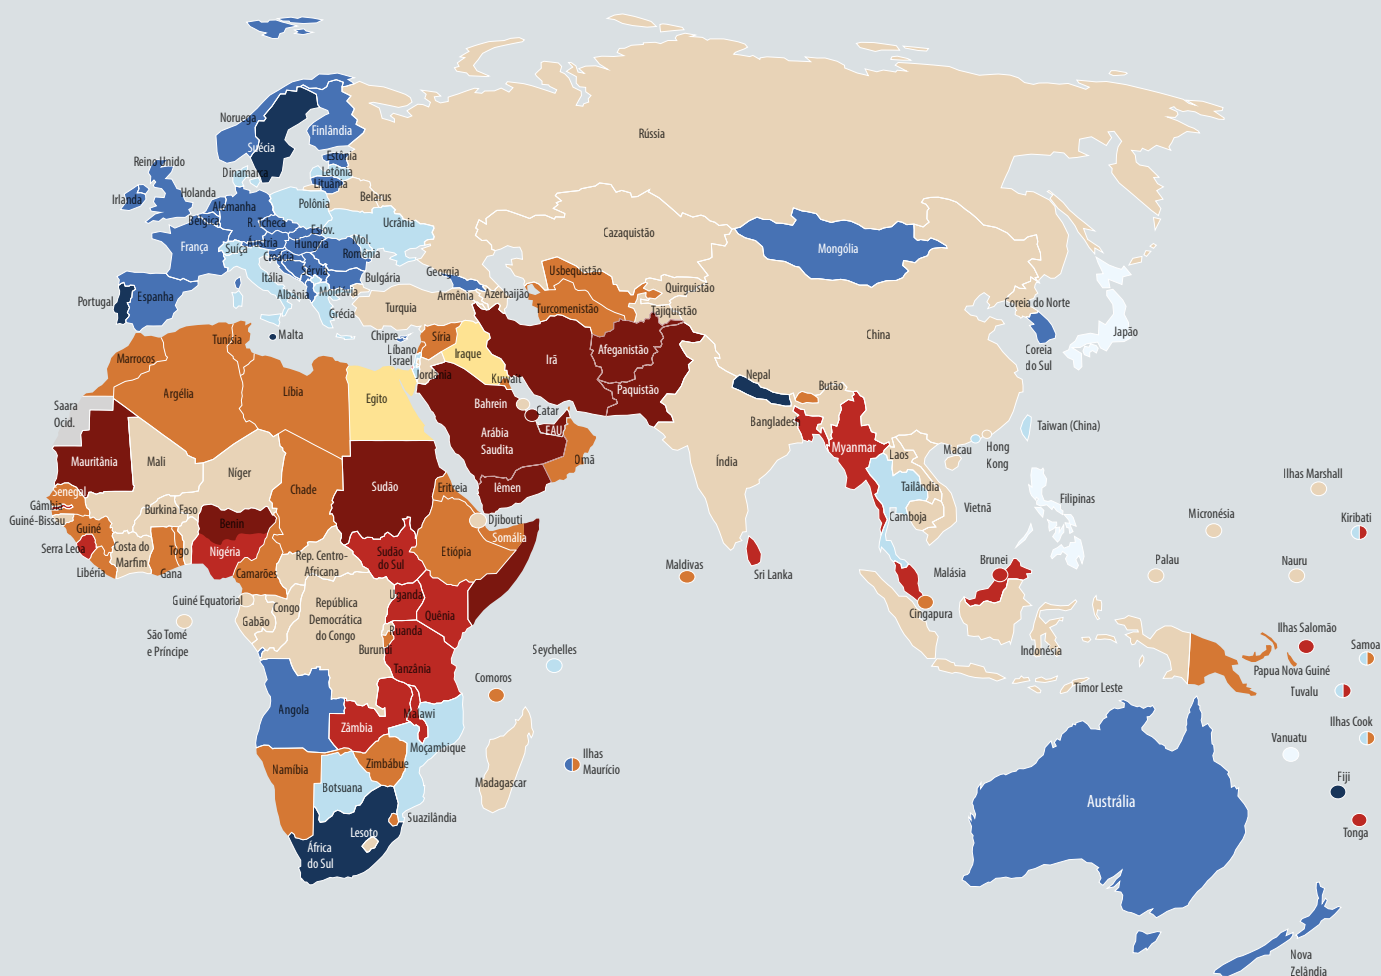 Noruega
Suécia
Finlândia
Rússia
Estônia
Letônia
Lituânia
Dinamarca
Reino Unido
Irlanda
Holanda
Alemanha
Polônia
Belarus
Bélgica
R. Tcheca
Ucrânia
França
Suíça
Áustria
Eslov.
Hungria
Mol.
Romênia
Croácia
Sérvia
Itália
Bulgária
Albânia
Moldávia
Portugal
Espanha
Grécia
Malta
Chipre
Turquia
Georgia
Armênia
Azerbaijão
Cazaquistão
Usbequistão
Turcomenistão
Quirguistão
Tajiquistão
Mongólia
China
Coreia do Norte
Coreia
do Sul
Japão
Marrocos
Argélia
Tunísia
Líbia
Egito
Saara
Ocid.
Líbano
Israel
Síria
Jordânia
Iraque
Kuwait
Irã
Afeganistão
Paquistão
Nepal
Butão
Bangladesh
Índia
Bahrein
Catar
EAU
Arábia
Saudita
Omã
Iêmen
Mauritânia
Mali
Níger
Chade
Sudão
Eritreia
Djibouti
Somália
Etiópia
Senegal
Gâmbia
Guiné-Bissau
Guiné
Serra Leoa
Libéria
Costa do
Marfim
Burkina Faso
Gana
Togo
Benin
Nigéria
Camarões
Rep. Centro-
Africana
Sudão
do Sul
Uganda
Quênia
Guiné Equatorial
Gabão
Congo
República
Democrática
do Congo
Ruanda
Burundi
Tanzânia
São Tomé
e Príncipe
Angola
Zâmbia
Malawi
Moçambique
Namíbia
Botsuana
Zimbábue
Suazilândia
Lesoto
África
do Sul
Seychelles
Comoros
Madagascar
Ilhas
Maurício
Maldivas
Sri Lanka
Myanmar
Laos
Tailândia
Camboja
Vietnã
Macau
Hong
Kong
Taiwan (China)
Filipinas
Malásia
Brunei
Cingapura
Indonésia
Timor Leste
Papua Nova Guiné
Ilhas Marshall
Micronésia
Kiribati
Palau
Nauru
Ilhas Salomão
Samoa
Tuvalu
Ilhas Cook
Vanuatu
Fiji
Tonga
Austrália
Nova
Zelândia